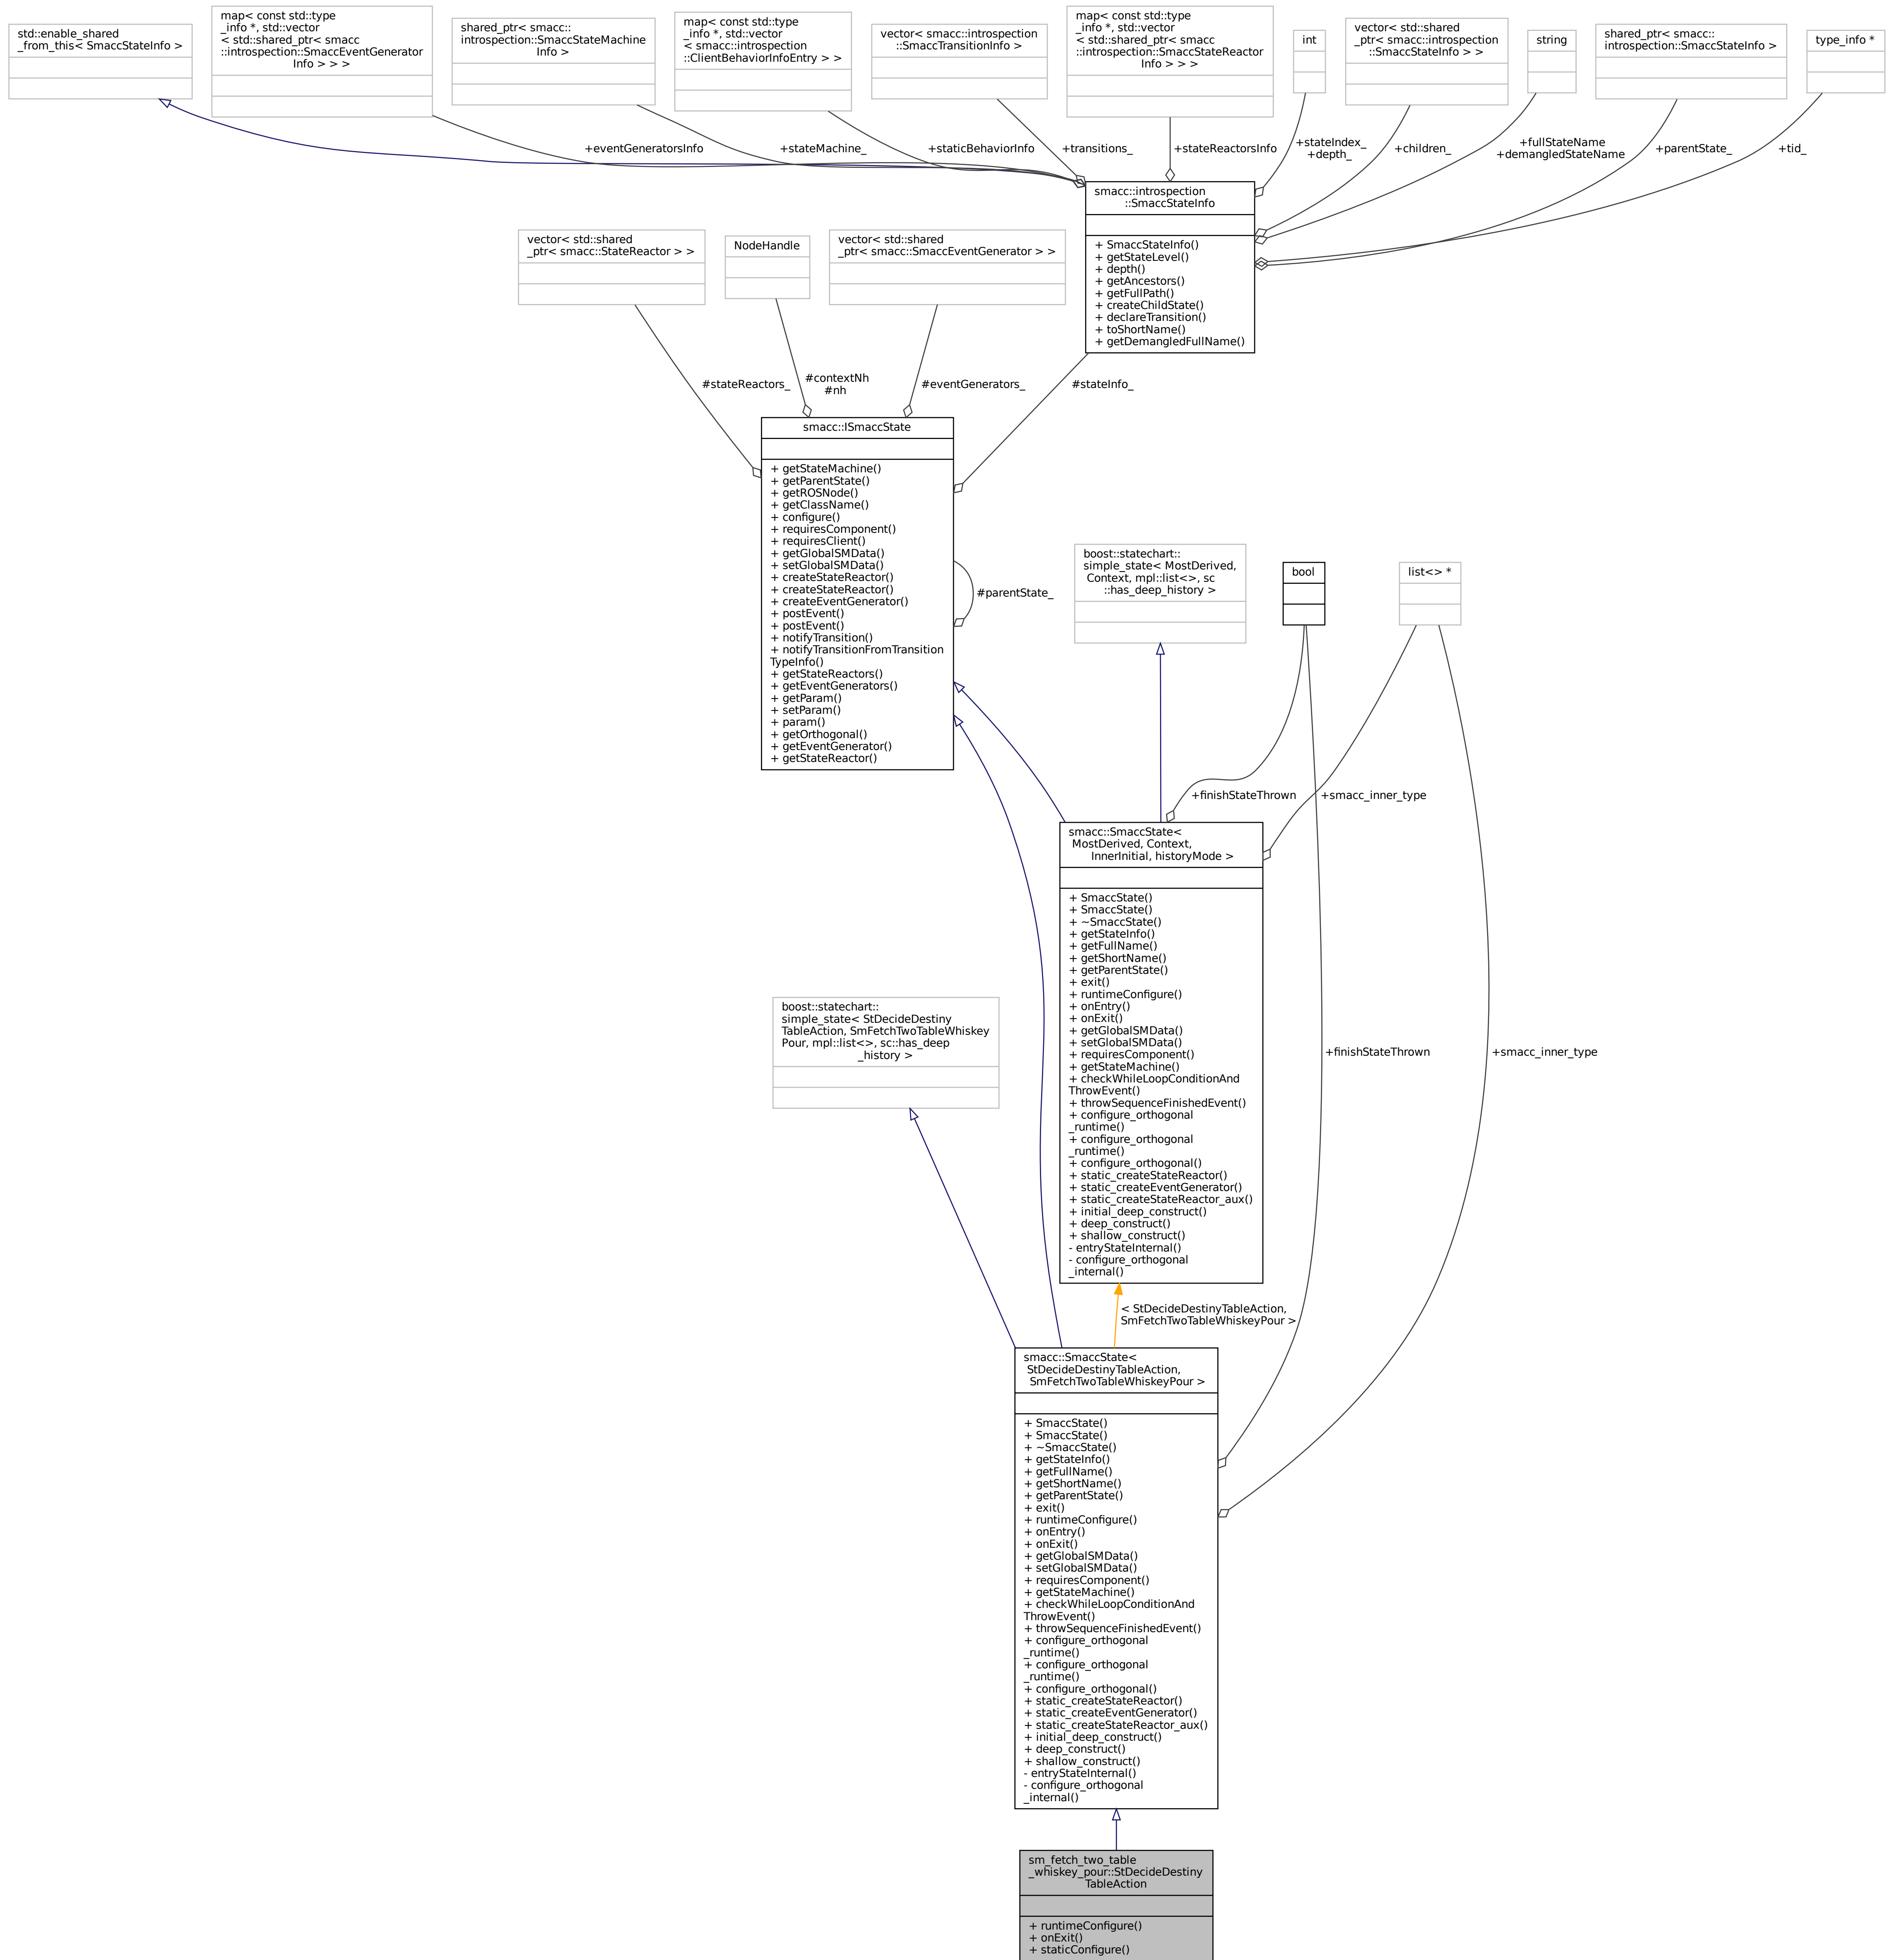 std::enable_shared
_from_this< SmaccStateInfo >
map< const std::type
_info *, std::vector
< std::shared_ptr< smacc
::introspection::SmaccEventGenerator
Info > > >
shared_ptr< smacc::
introspection::SmaccStateMachine
Info >
map< const std::type
_info *, std::vector
< smacc::introspection
::ClientBehaviorInfoEntry > >
vector< smacc::introspection
::SmaccTransitionInfo >
map< const std::type
_info *, std::vector
< std::shared_ptr< smacc
::introspection::SmaccStateReactor
Info > > >
int
vector< std::shared
_ptr< smacc::introspection
::SmaccStateInfo > >
string
shared_ptr< smacc::
introspection::SmaccStateInfo >
type_info *
+eventGeneratorsInfo
+stateMachine_
+staticBehaviorInfo
+transitions_
+stateReactorsInfo
+stateIndex_
+depth_
+children_
+fullStateName
+demangledStateName
+parentState_
+tid_
smacc::introspection
::SmaccStateInfo
+ SmaccStateInfo()
+ getStateLevel()
+ depth()
+ getAncestors()
+ getFullPath()
+ createChildState()
+ declareTransition()
+ toShortName()
+ getDemangledFullName()
vector< std::shared
_ptr< smacc::StateReactor > >
NodeHandle
vector< std::shared
_ptr< smacc::SmaccEventGenerator > >
#stateReactors_
#contextNh
#nh
#eventGenerators_
#stateInfo_
smacc::ISmaccState
+ getStateMachine()
+ getParentState()
+ getROSNode()
+ getClassName()
+ configure()
+ requiresComponent()
+ requiresClient()
+ getGlobalSMData()
+ setGlobalSMData()
+ createStateReactor()
+ createStateReactor()
+ createEventGenerator()
+ postEvent()
+ postEvent()
+ notifyTransition()
+ notifyTransitionFromTransition
TypeInfo()
+ getStateReactors()
+ getEventGenerators()
+ getParam()
+ setParam()
+ param()
+ getOrthogonal()
+ getEventGenerator()
+ getStateReactor()
#parentState_
boost::statechart::
simple_state< MostDerived,
Context, mpl::list<>, sc
::has_deep_history >
bool
list<> *
+finishStateThrown
+smacc_inner_type
smacc::SmaccState<
MostDerived, Context,
InnerInitial, historyMode >
+ SmaccState()
+ SmaccState()
+ ~SmaccState()
+ getStateInfo()
+ getFullName()
+ getShortName()
+ getParentState()
+ exit()
+ runtimeConfigure()
+ onEntry()
+ onExit()
+ getGlobalSMData()
+ setGlobalSMData()
+ requiresComponent()
+ getStateMachine()
+ checkWhileLoopConditionAnd
ThrowEvent()
+ throwSequenceFinishedEvent()
+ configure_orthogonal
_runtime()
+ configure_orthogonal
_runtime()
+ configure_orthogonal()
+ static_createStateReactor()
+ static_createEventGenerator()
+ static_createStateReactor_aux()
+ initial_deep_construct()
+ deep_construct()
+ shallow_construct()
- entryStateInternal()
- configure_orthogonal
_internal()
boost::statechart::
simple_state< StDecideDestiny
TableAction, SmFetchTwoTableWhiskey
Pour, mpl::list<>, sc::has_deep
_history >
+finishStateThrown
+smacc_inner_type
< StDecideDestinyTableAction,
SmFetchTwoTableWhiskeyPour >
smacc::SmaccState<
StDecideDestinyTableAction,
SmFetchTwoTableWhiskeyPour >
+ SmaccState()
+ SmaccState()
+ ~SmaccState()
+ getStateInfo()
+ getFullName()
+ getShortName()
+ getParentState()
+ exit()
+ runtimeConfigure()
+ onEntry()
+ onExit()
+ getGlobalSMData()
+ setGlobalSMData()
+ requiresComponent()
+ getStateMachine()
+ checkWhileLoopConditionAnd
ThrowEvent()
+ throwSequenceFinishedEvent()
+ configure_orthogonal
_runtime()
+ configure_orthogonal
_runtime()
+ configure_orthogonal()
+ static_createStateReactor()
+ static_createEventGenerator()
+ static_createStateReactor_aux()
+ initial_deep_construct()
+ deep_construct()
+ shallow_construct()
- entryStateInternal()
- configure_orthogonal
_internal()
sm_fetch_two_table
_whiskey_pour::StDecideDestiny
TableAction
+ runtimeConfigure()
+ onExit()
+ staticConfigure()